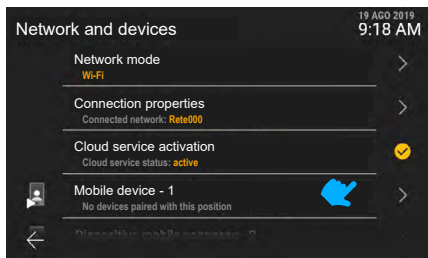 19 AGO 2019
Network and devices
9:18 AM
Network mode
Wi-Fi
Connection properties
Connected network: Rete000
Cloud service activation
Cloud service status: active
Mobile device - 1
No devices paired with this position